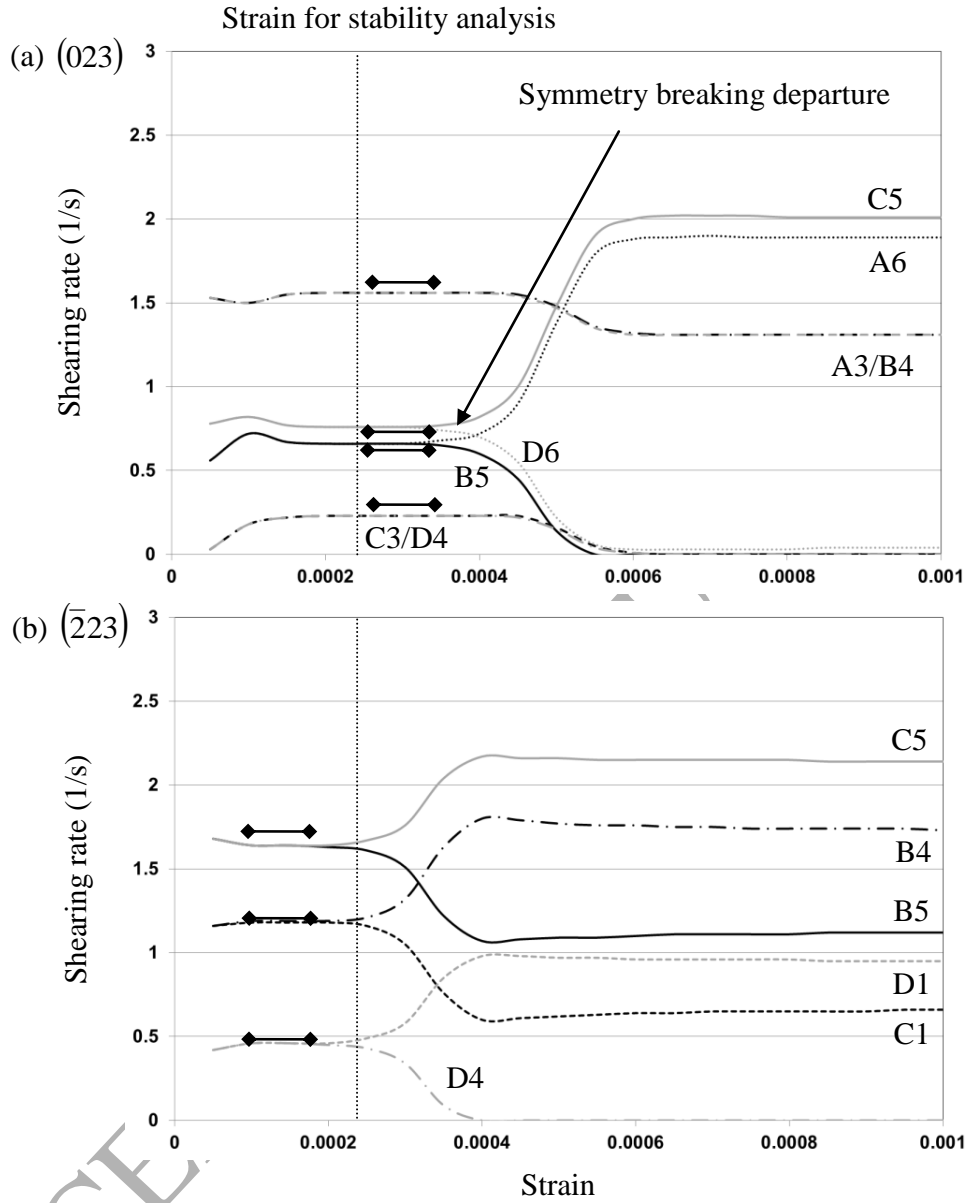 Strain for stability analysis
(a) (023)
3
Symmetry breaking departure
2.5
C5
2
A6
Shearing rate (1/s)
1.5
A3/B4
1
D6
B5
0.5
C3/D4
0
0 0.0002 0.0004 0.0006 0.0008 0.001
(b) (2̅23)
3
2.5
C5
2
B4
Shearing rate (1/s)
1.5
B5
1
D1
C1
0.5
D4
0
0 0.0002 0.0004 0.0006 0.0008 0.001
CE
Strain